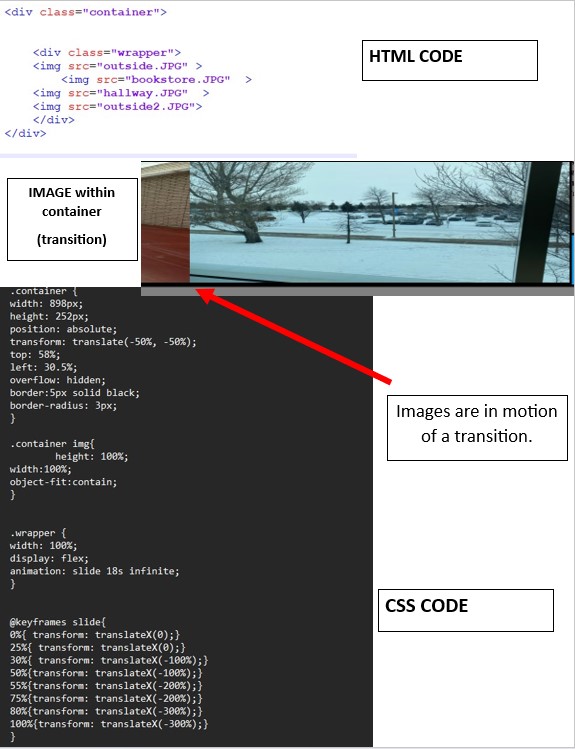 <div class="container">
<div class="wrapper">
<img src="outside.JPG" >
<img src="bookstore.JPG"  >
<img src="hallway.JPG"  >
<img src="outside2.JPG">
</div>
</div>
HTML CODE
IMAGE within
container
(transition)
.container {
width: 898px;
height: 252px;
position: absolute;
transform: translate(-50%, -50%);
top: 58%;
left: 30.5%;
overflow: hidden;
border:5px solid black;
border-radius: 3px;
}
.container img{
height: 100%;
width:100%;
object-fit:contain;
}
.wrapper {
width: 100%;
display: flex;
animation: slide 18s infinite;
}
@keyframes slide{
0%{ transform: translateX(0);}
25%{ transform: translateX(0);}
30%{ transform: translateX(-100%);}
50%{transform: translateX(-100%);}
55%{transform: translateX(-200%);}
75%{transform: translateX(-200%);}
80%{transform: translateX(-300%);}
100%{transform: translateX(-300%);}
}
Images are in motion
of a transition.
CSS CODE